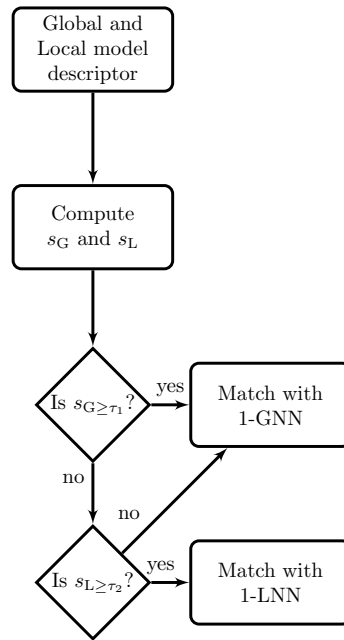 Global and
Local model
descriptor
Compute
s_G and s_L
Is s_{G≥τ_1}?
yes
Match with
1-GNN
no
no
Is s_{L≥τ_2}?
yes
Match with
1-LNN